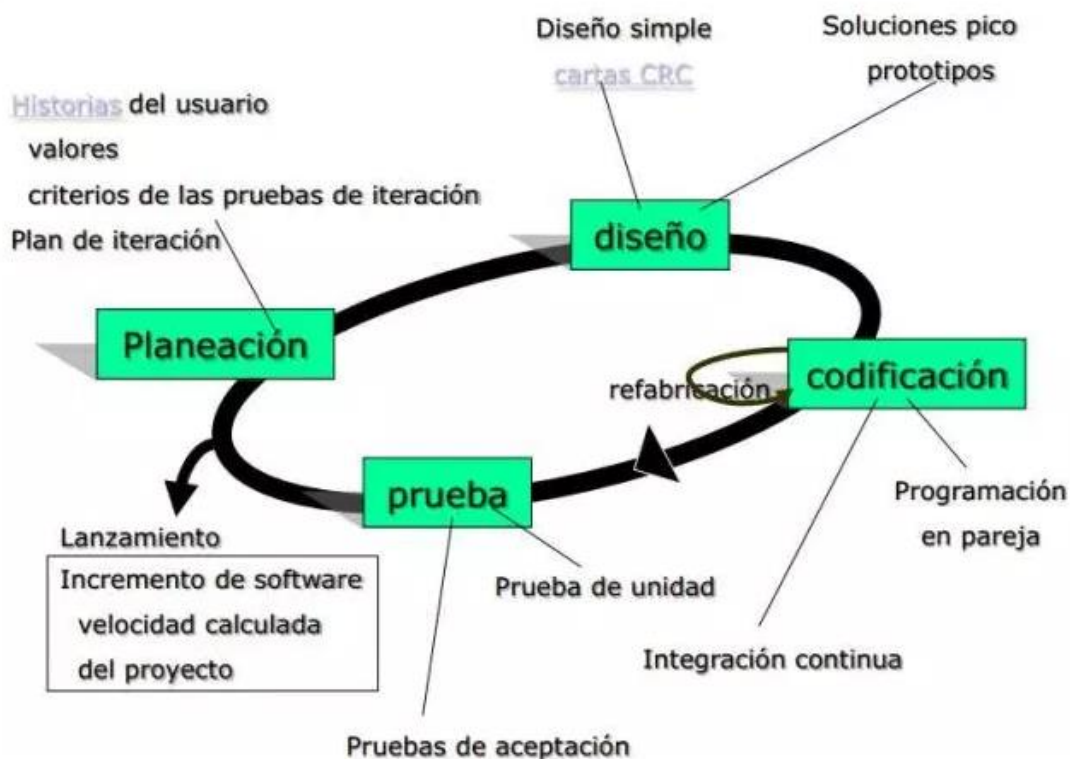 Diseño simple
cartas CRC
Soluciones pico
prototipos
Historias del usuario
valores
criterios de las pruebas de iteración
Plan de iteración
diseño
Planeación
refabricación
codificación
prueba
Programación
en pareja
Lanzamiento
Incremento de software
velocidad calculada
del proyecto
Prueba de unidad
Integración continua
Pruebas de aceptación